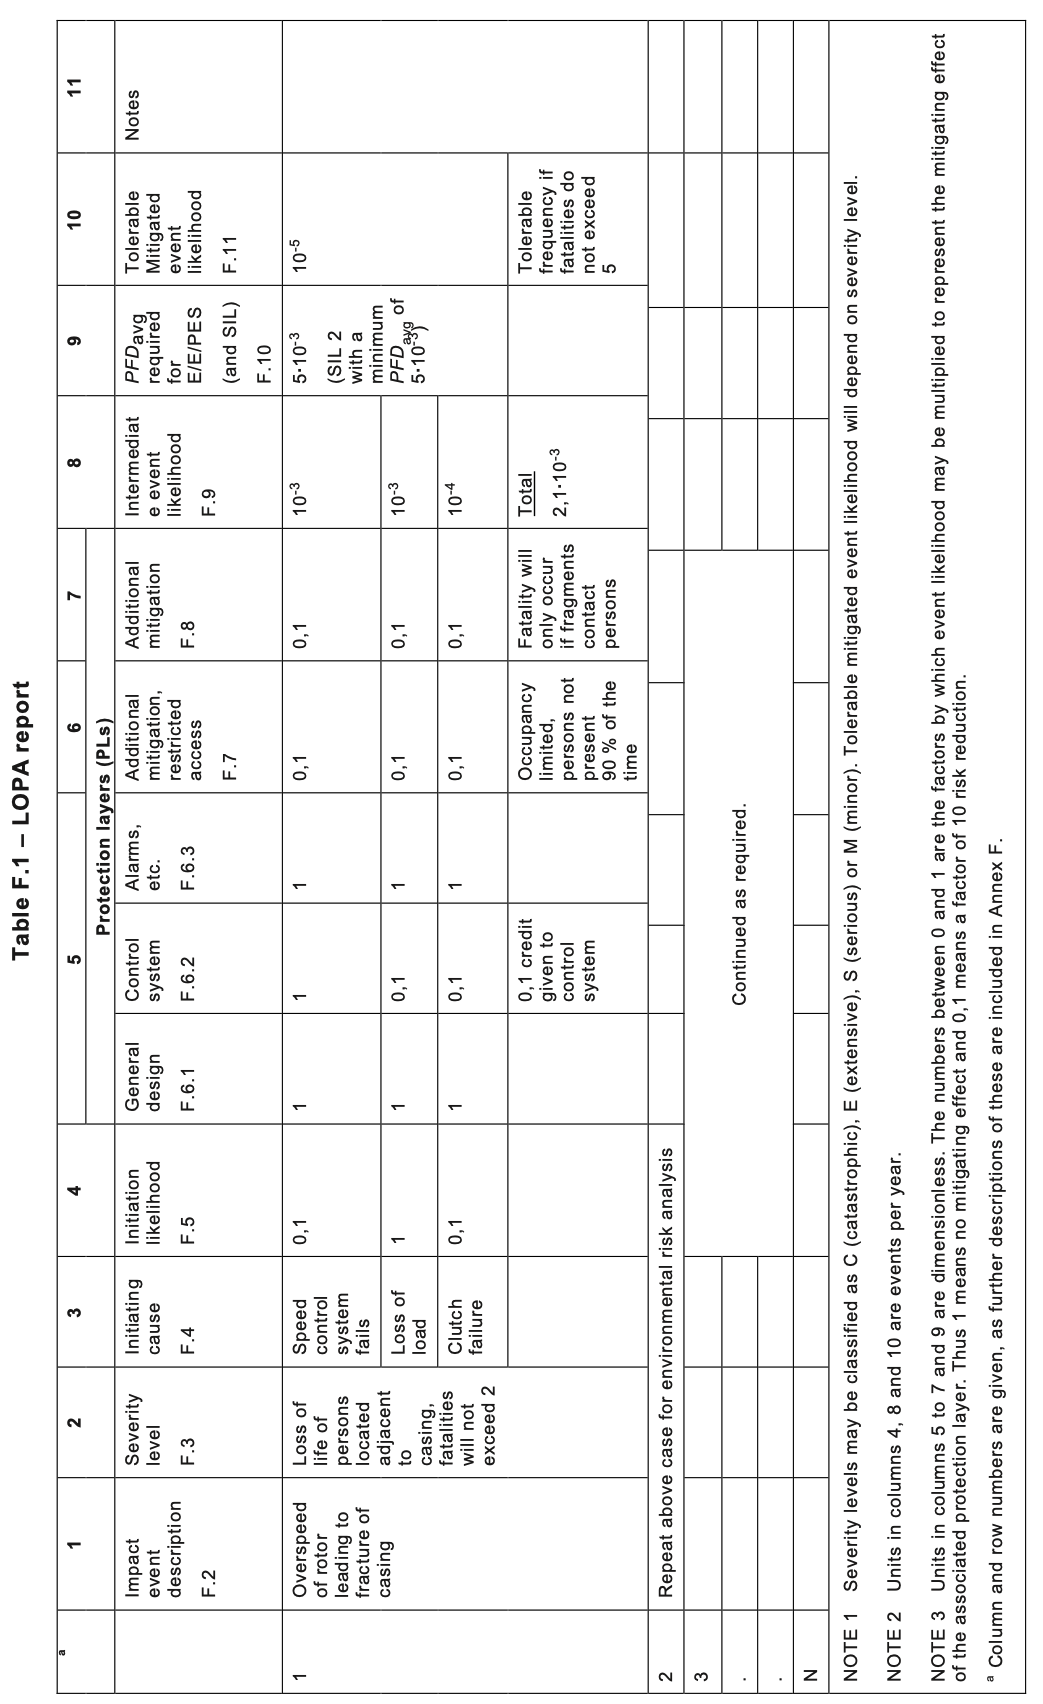 Table F.1 – LOPA report
a
1
2
3
4
5
6
7
8
9
10
11
Protection layers (PLs)
Impact
event
description
F.2
Severity
level
F.3
Initiating
cause
F.4
Initiation
likelihood
F.5
General
design
F.6.1
Control
system
F.6.2
Alarms,
etc.
F.6.3
Additional
mitigation,
restricted
access
F.7
Additional
mitigation
F.8
Intermediat
e event
likelihood
F.9
PFDavg
required
for
E/E/PES
(and SIL)
F.10
Tolerable
Mitigated
event
likelihood
F.11
Notes
1
Overspeed
of rotor
leading to
fracture of
casing
Loss of
life of
persons
located
adjacent
to
casing,
fatalities
will not
exceed 2
Speed
control
system
fails
0,1
1
1
1
0,1
0,1
10-3
5·10-3
(SIL 2
with a
minimum
PFDavg of
5·10-3)
10-5
Loss of
load
1
1
0,1
1
0,1
0,1
10-3
Clutch
failure
0,1
1
0,1
1
0,1
0,1
10-4
0,1 credit
given to
control
system
Occupancy
limited,
persons not
present
90 % of the
time
Fatality will
only occur
if fragments
contact
persons
Total
2,1·10-3
Tolerable
frequency if
fatalities do
not exceed
5
2
Repeat above case for environmental risk analysis
3
.
Continued as required.
.
N
NOTE 1 Severity levels may be classified as C (catastrophic), E (extensive), S (serious) or M (minor). Tolerable mitigated event likelihood will depend on severity level.
NOTE 2 Units in columns 4, 8 and 10 are events per year.
NOTE 3 Units in columns 5 to 7 and 9 are dimensionless. The numbers between 0 and 1 are the factors by which event likelihood may be multiplied to represent the mitigating effect
of the associated protection layer. Thus 1 means no mitigating effect and 0,1 means a factor of 10 risk reduction.
a Column and row numbers are given, as further descriptions of these are included in Annex F.